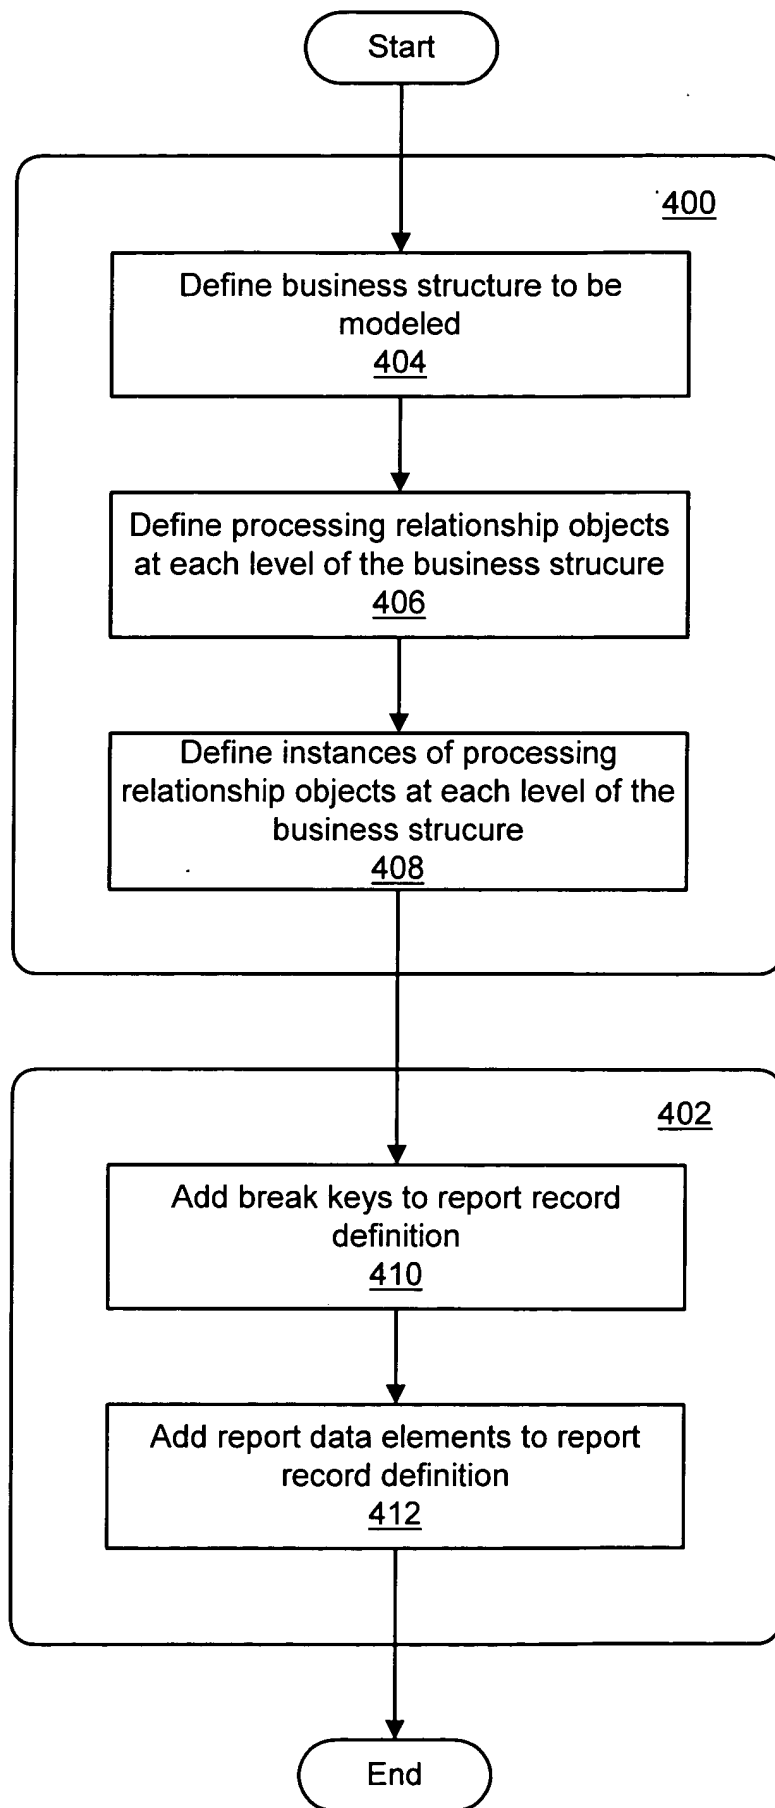 Start
400
Define business structure to be
modeled
404
Define processing relationship objects
at each level of the business strucure
406
Define instances of processing
relationship objects at each level of the
business strucure
408
402
Add break keys to report record
definition
410
Add report data elements to report
record definition
412
End